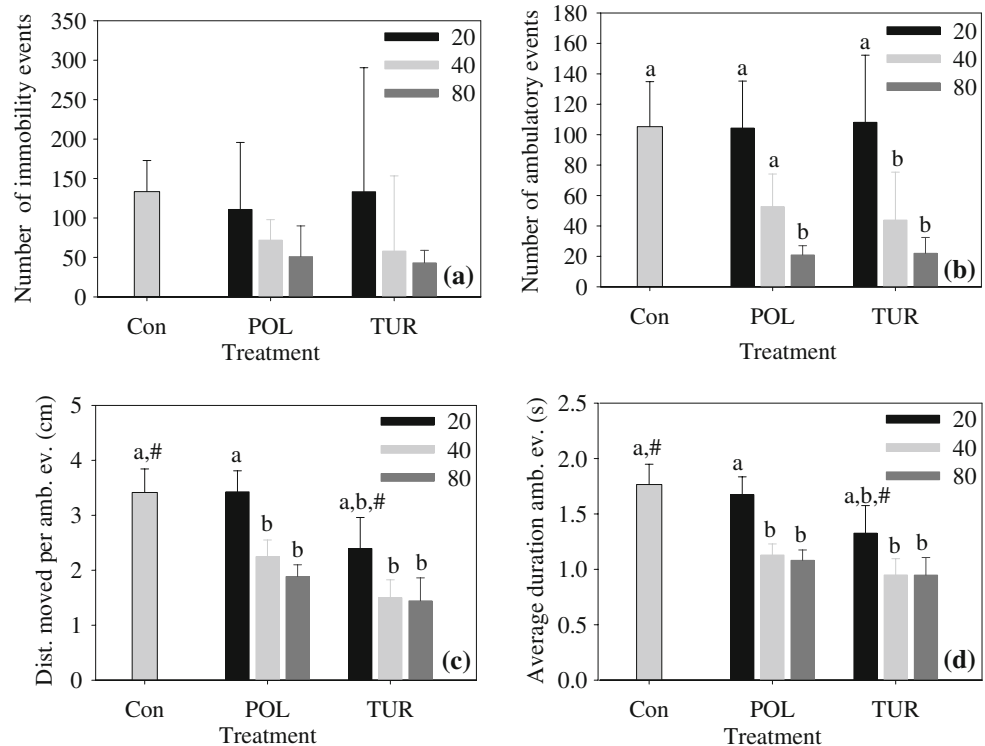 Number of immobility events
350
300
250
200
150
100
50
0
20
40
80
(a)
Con
POL
TUR
Treatment
Number of ambulatory events
180
160
140
120
100
80
60
40
20
0
20
40
80
a
a
a
a
b
b
b
(b)
Con
POL
TUR
Treatment
Dist. moved per amb. ev. (cm)
5
4
3
2
1
0
20
40
80
a,#
a
b
b
a,b,#
b
b
(c)
Con
POL
TUR
Treatment
Average duration amb. ev. (s)
2.5
2.0
1.5
1.0
0.5
0.0
20
40
80
a,#
a
b
b
a,b,#
b
b
(d)
Con
POL
TUR
Treatment